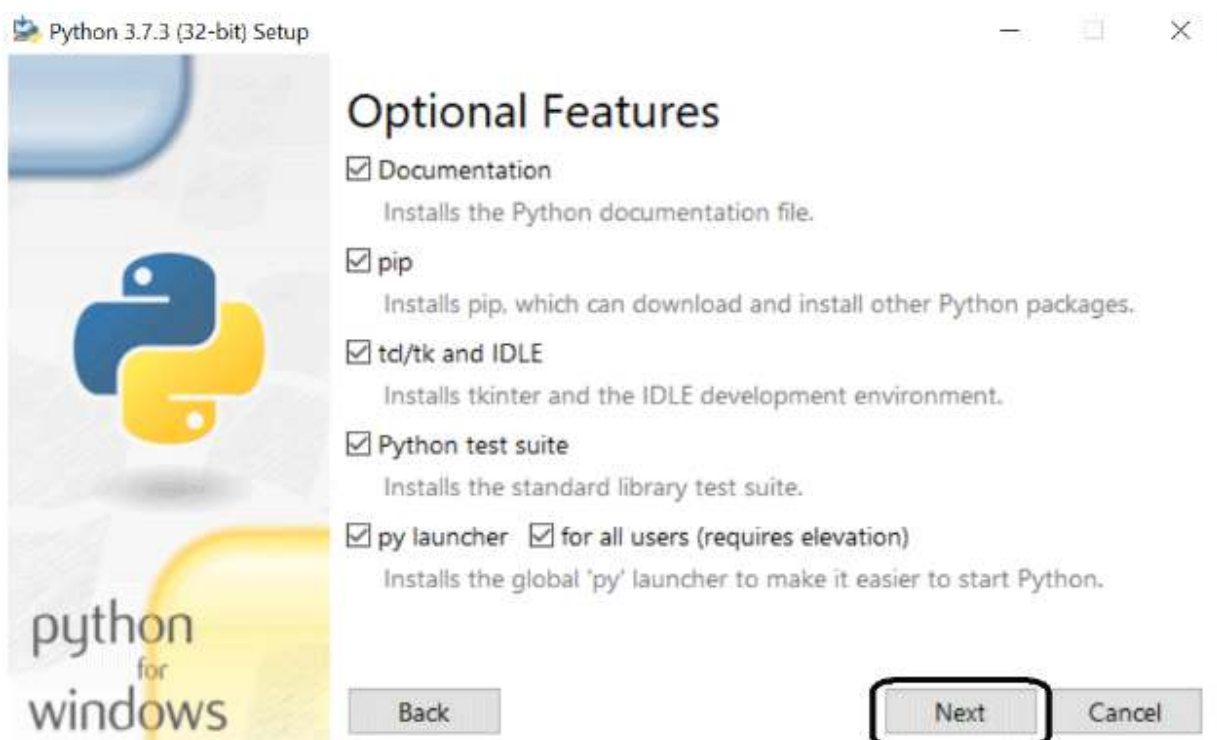 Python 3.7.3 (32-bit) Setup
Optional Features
Documentation
Installs the Python documentation file.
pip
Installs pip, which can download and install other Python packages.
tcl/tk and IDLE
Installs tkinter and the IDLE development environment.
Python test suite
Installs the standard library test suite.
py launcher for all users (requires elevation)
Installs the global 'py' launcher to make it easier to start Python.
python
for
windows
Back Next Cancel